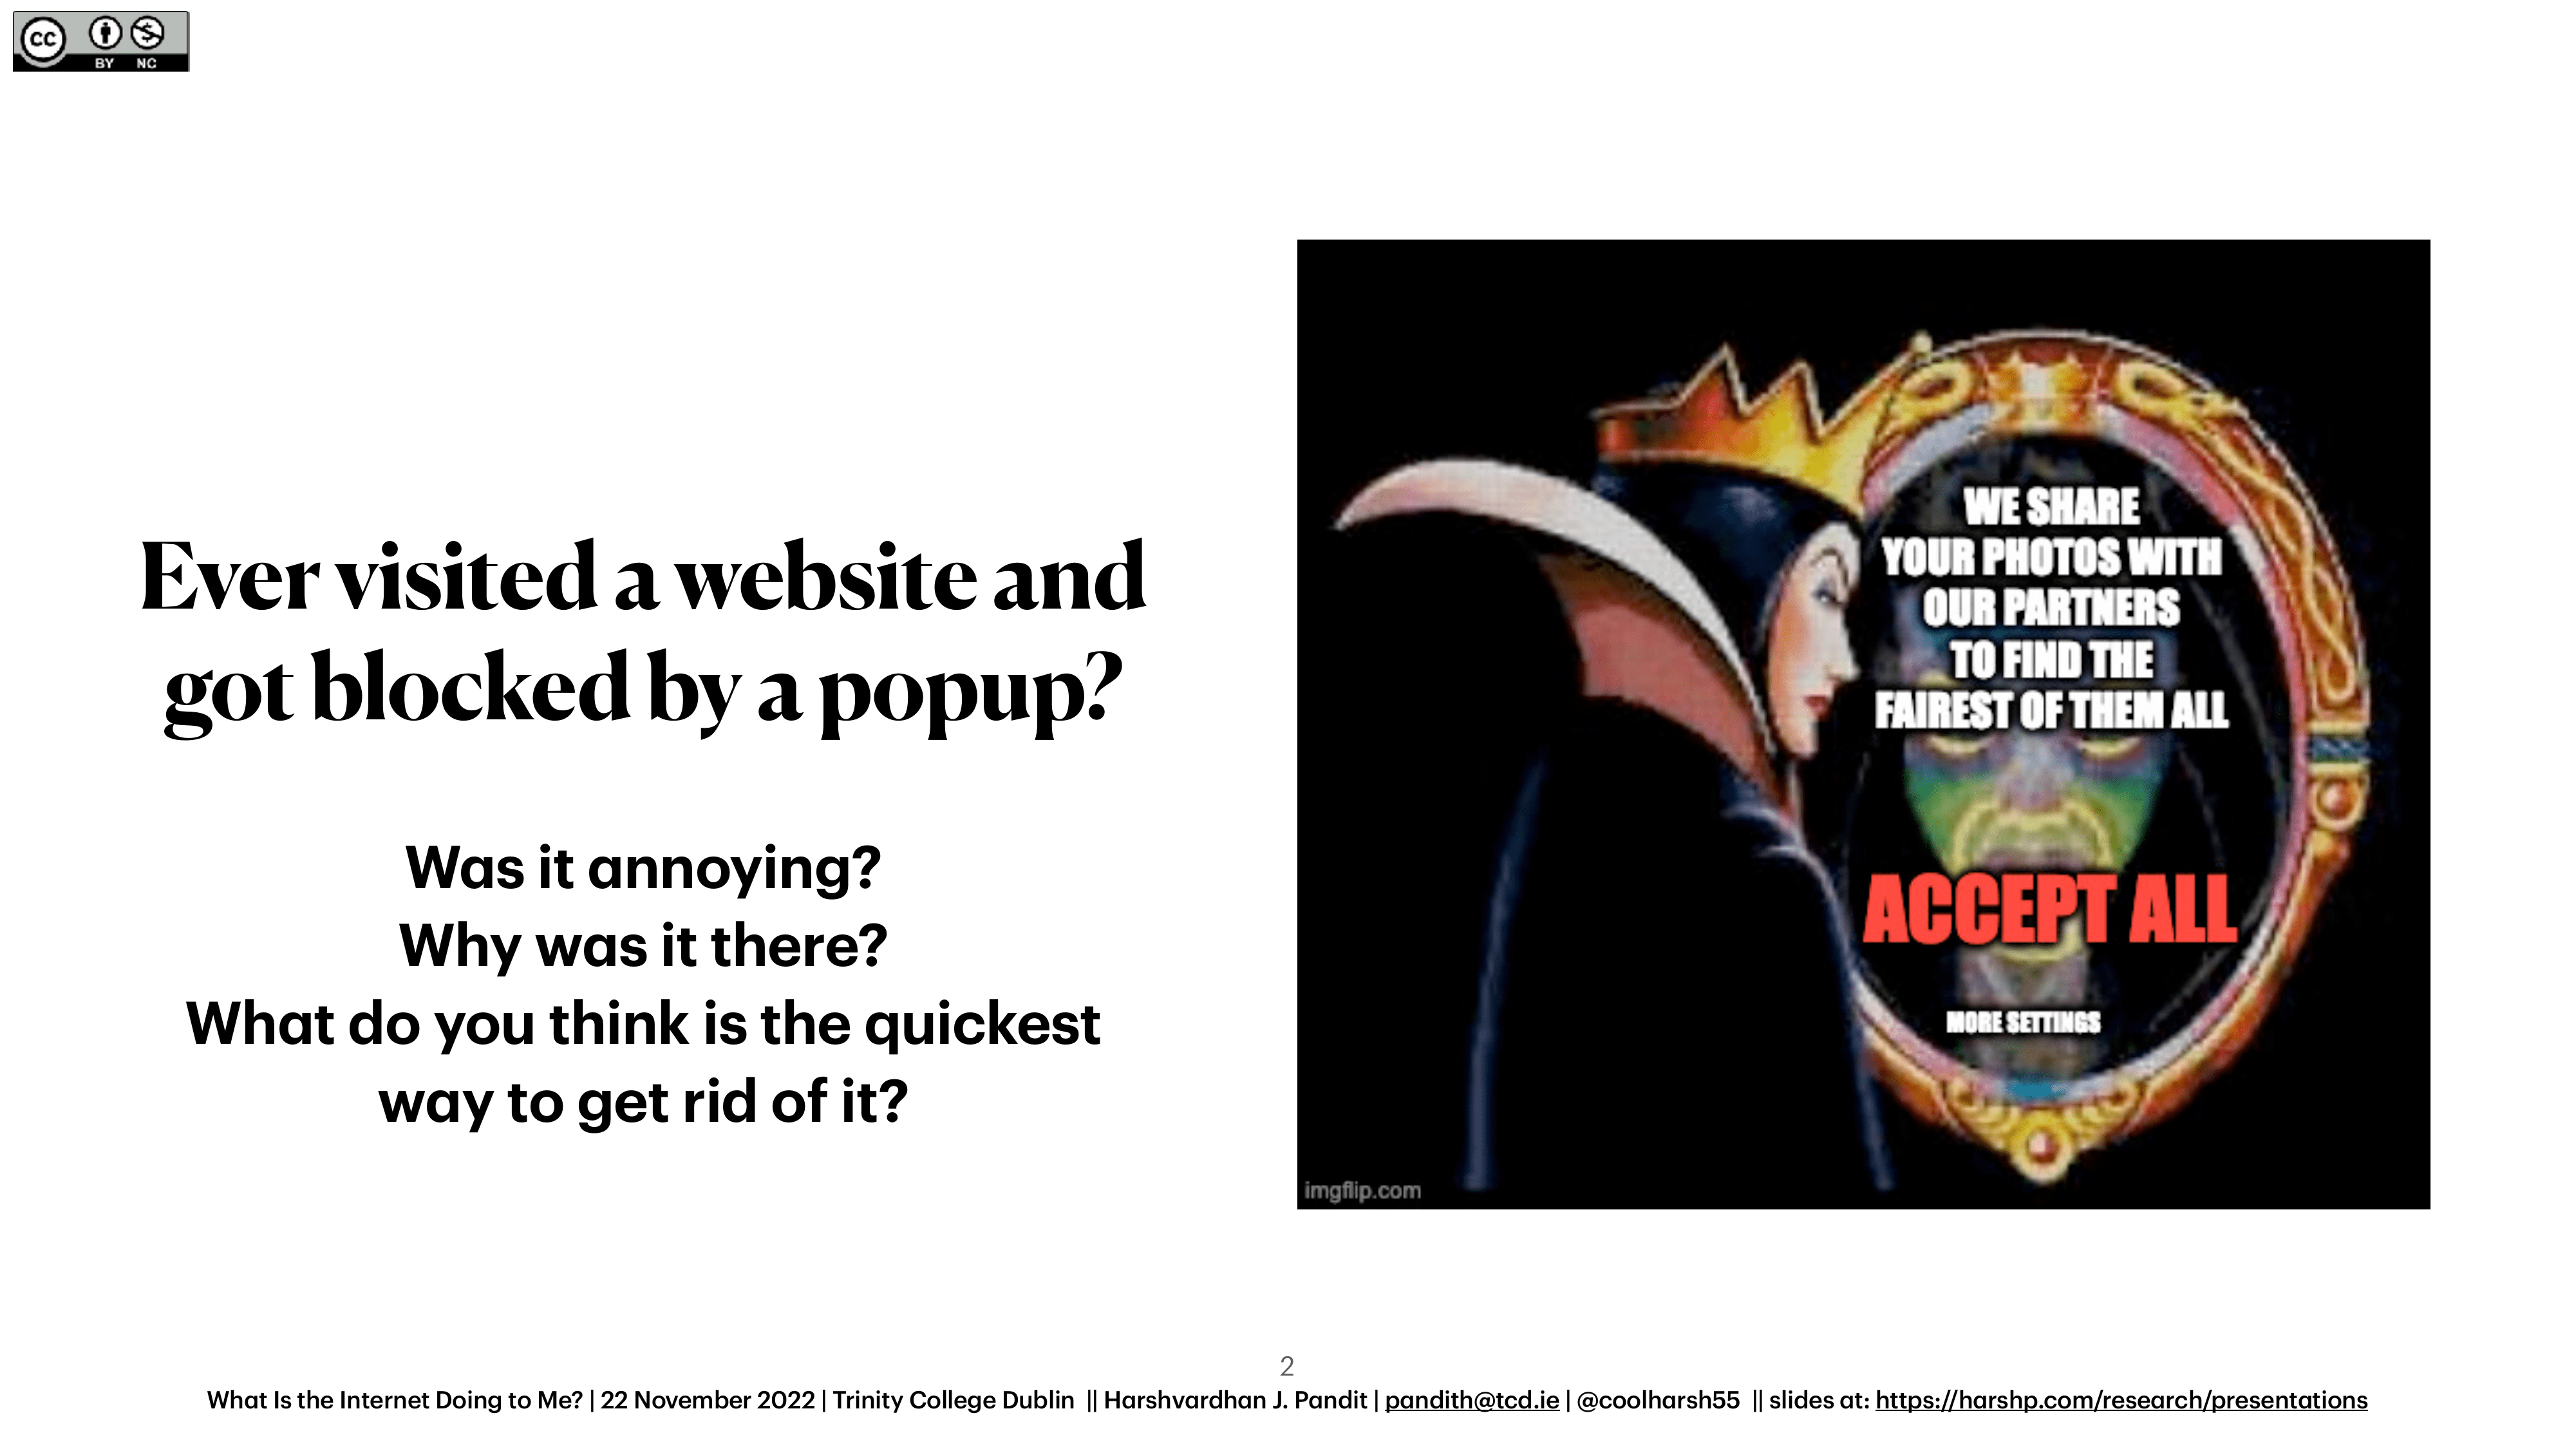 CC BY NC
Ever visited a website and
got blocked by a popup?
Was it annoying?
Why was it there?
What do you think is the quickest
way to get rid of it?
WE SHARE
YOUR PHOTOS WITH
OUR PARTNERS
TO FIND THE
FAIREST OF THEM ALL
ACCEPT ALL
MORE SETTINGS
imgflip.com
2
What Is the Internet Doing to Me? | 22 November 2022 | Trinity College Dublin || Harshvardhan J. Pandit | pandith@tcd.ie | @coolharsh55 || slides at: https://harshp.com/research/presentations